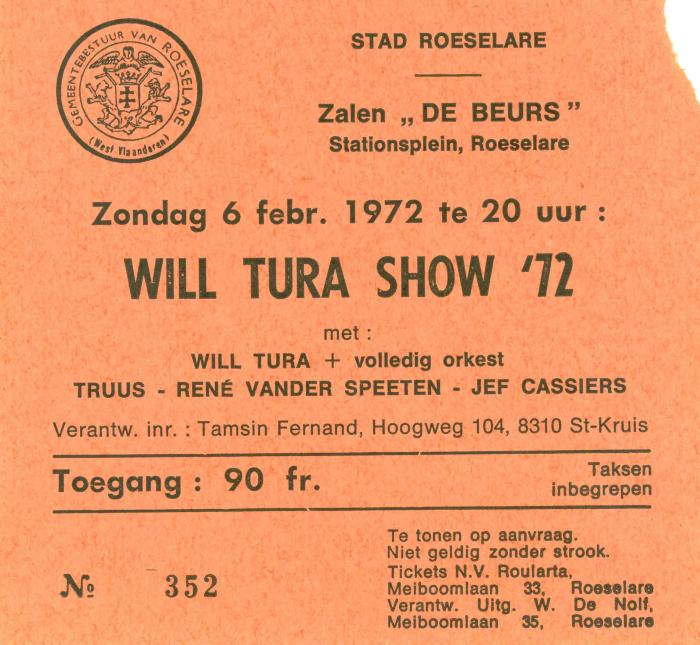 GEMEENTEBESTUUR VAN ROESELARE
(West Vlaanderen)
STAD ROESELARE
Zalen „ DE BEURS ”
Stationsplein, Roeselare
Zondag 6 febr. 1972 te 20 uur :
WILL TURA SHOW '72
met :
WILL TURA + volledig orkest
TRUUS - RENÉ VANDER SPEETEN - JEF CASSIERS
Verantw. inr. : Tamsin Fernand, Hoogweg 104, 8310 St-Kruis
Toegang : 90 fr.
Taksen
inbegrepen
Te tonen op aanvraag.
Niet geldig zonder strook.
Tickets N.V. Roularta,
Meiboomlaan 33, Roeselare
Verantw. Uitg. W. De Nolf,
Meiboomlaan 35, Roeselare
№ 352